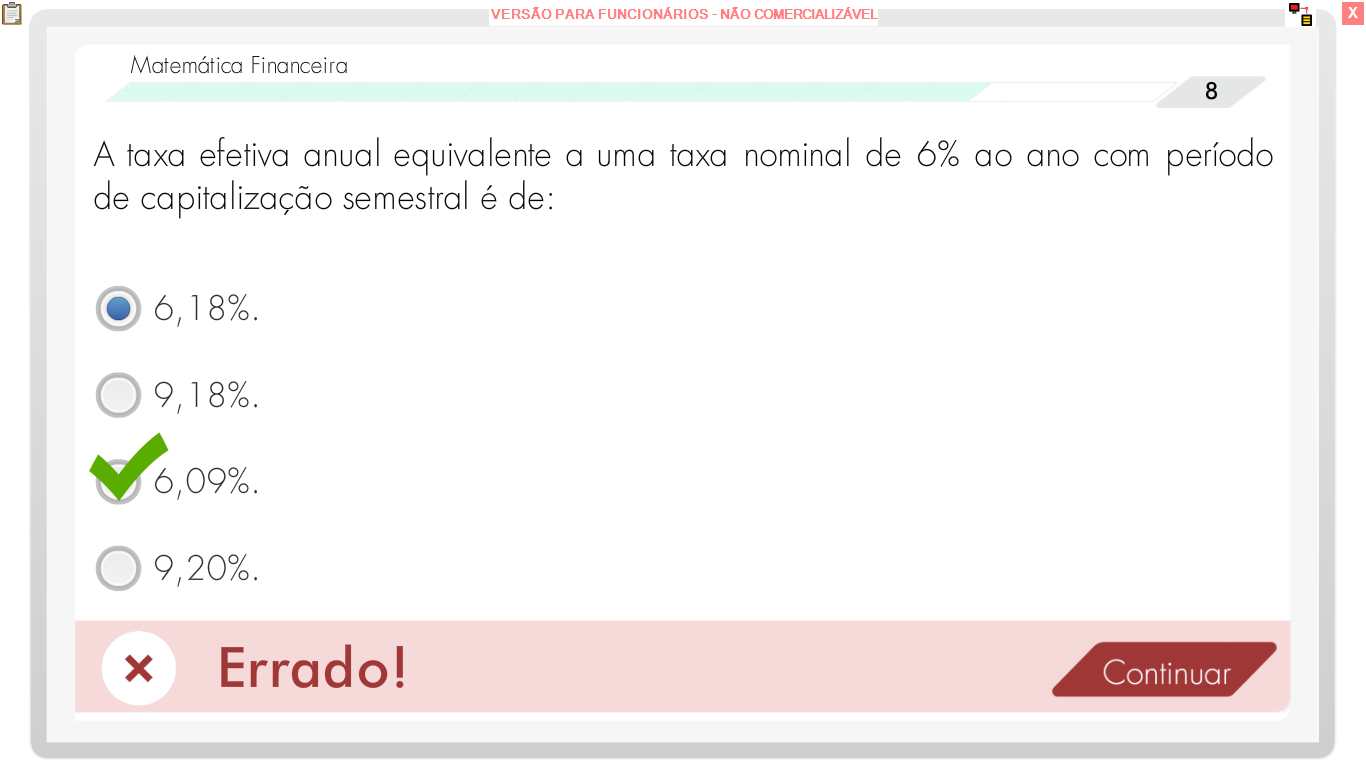 VERSÃO PARA FUNCIONÁRIOS - NÃO COMERCIALIZÁVEL
X
Matemática Financeira
8
A taxa efetiva anual equivalente a uma taxa nominal de 6% ao ano com período
de capitalização semestral é de:
6,18%.
9,18%.
6,09%.
9,20%.
Errado!
Continuar